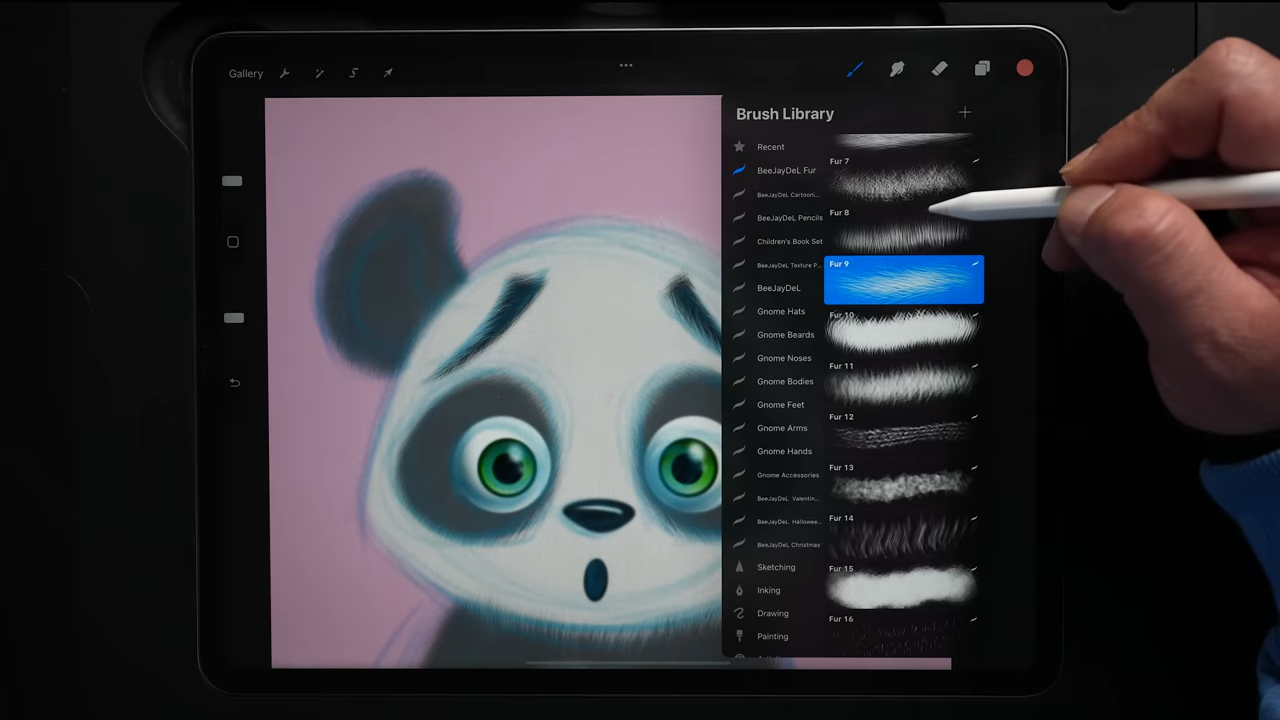 Gallery
Brush Library
Recent
BeeJayDeL Fur
BeeJayDeL Cartooni...
BeeJayDeL Pencils
Children's Book Set
BeeJayDeL Texture P...
BeeJayDeL
Gnome Hats
Gnome Beards
Gnome Noses
Gnome Bodies
Gnome Feet
Gnome Arms
Gnome Hands
Gnome Accessories
BeeJayDeL Valentin...
BeeJayDeL Hallowee...
BeeJayDeL Christmas
Sketching
Inking
Drawing
Painting
Fur 7
Fur 8
Fur 9
Fur 10
Fur 11
Fur 12
Fur 13
Fur 14
Fur 15
Fur 16